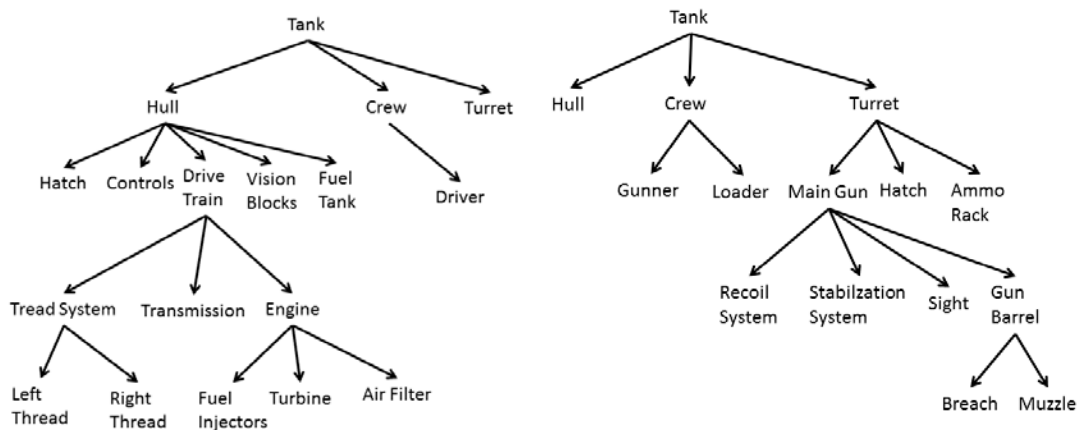 Tank
Hull Crew Turret
Hatch Controls Drive Train Vision Blocks Fuel Tank Driver
Tread System Transmission Engine
Left Thread Right Thread Fuel Injectors Turbine Air Filter
Tank
Hull Crew Turret
Gunner Loader Main Gun Hatch Ammo Rack
Recoil System Stabilzation System Sight Gun Barrel
Breach Muzzle